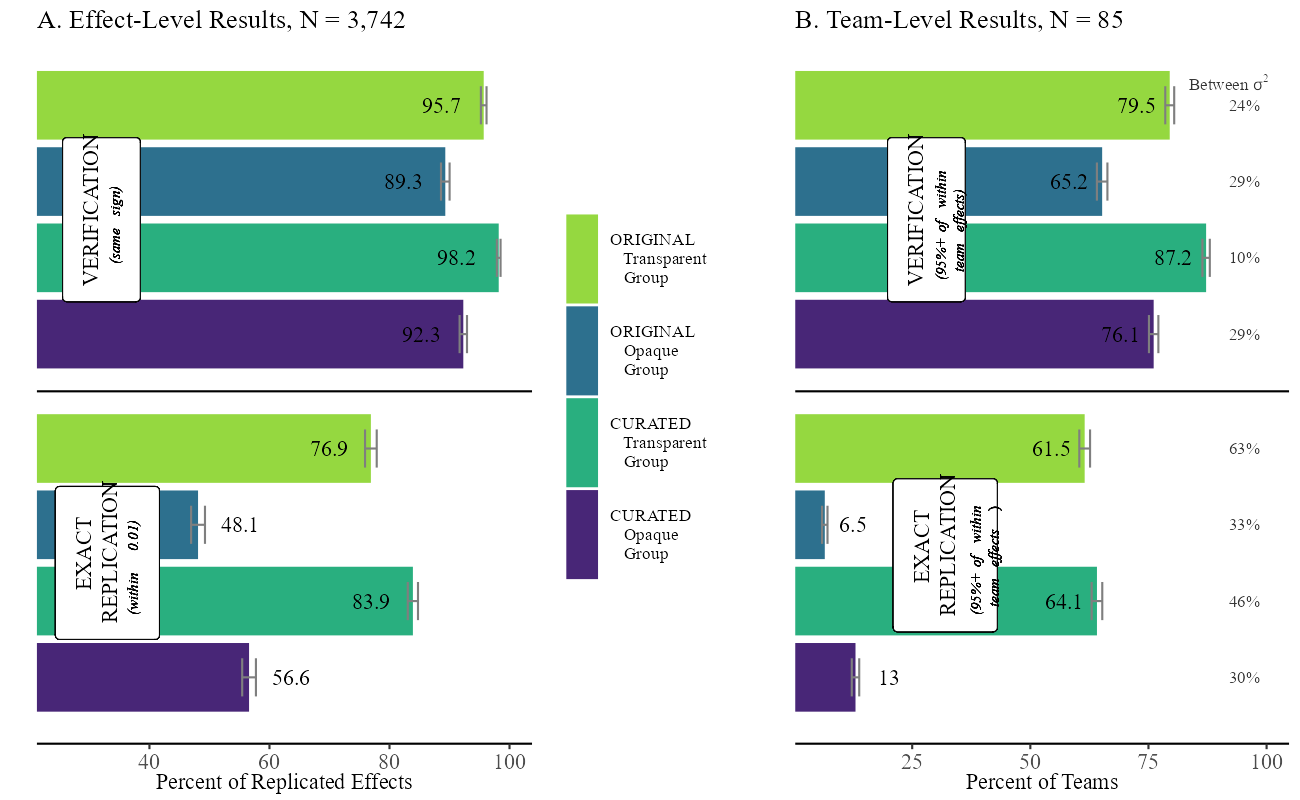 A. Effect-Level Results, N = 3,742
95.7
89.3
98.2
92.3
VERIFICATION
(same sign)
76.9
48.1
83.9
56.6
EXACT
REPLICATION
(within 0.01)
40 60 80 100
Percent of Replicated Effects
ORIGINAL
Transparent
Group
ORIGINAL
Opaque
Group
CURATED
Transparent
Group
CURATED
Opaque
Group
B. Team-Level Results, N = 85
Between σ²
79.5 24%
65.2 29%
87.2 10%
76.1 29%
VERIFICATION
(95%+ of within
team effects)
61.5 63%
6.5 33%
64.1 46%
13 30%
EXACT
REPLICATION
(95%+ of within
team effects )
25 50 75 100
Percent of Teams